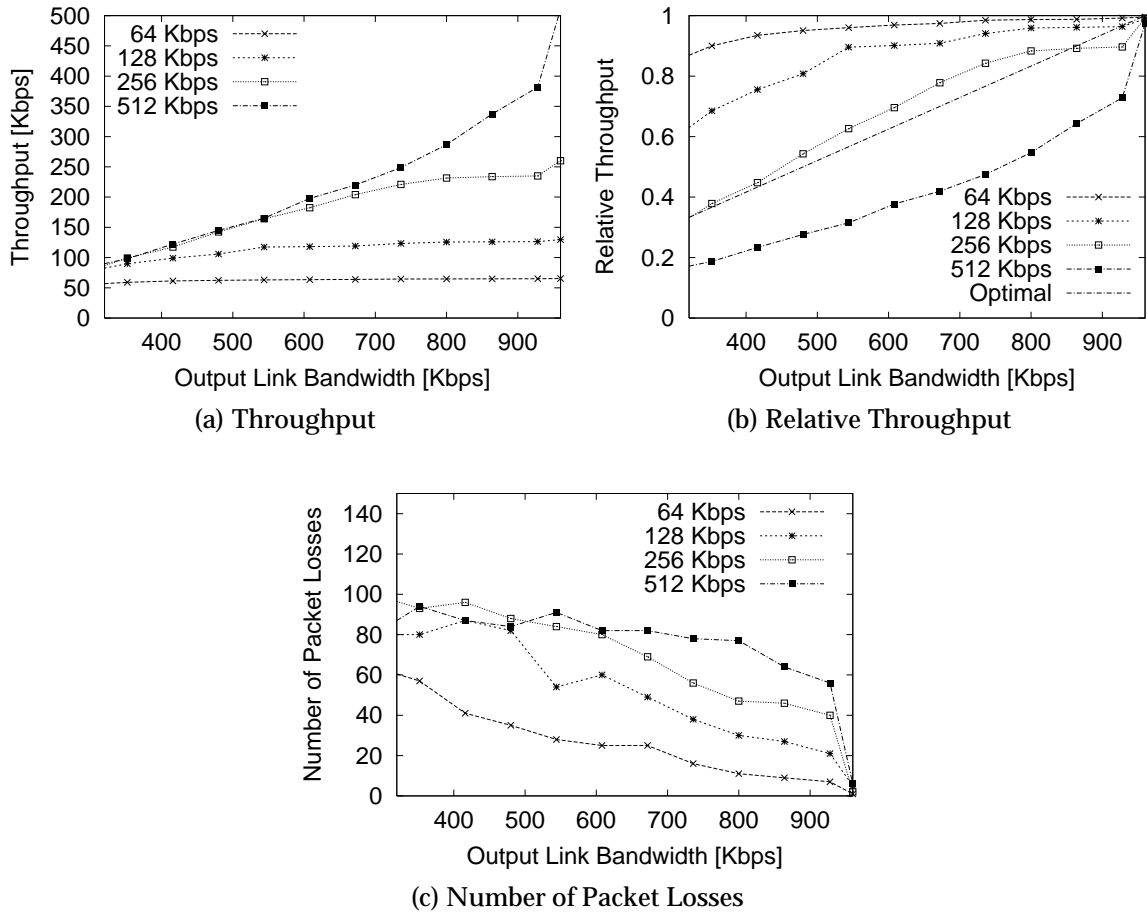 Throughput [Kbps]
500
450
400
350
300
250
200
150
100
50
0
64 Kbps
128 Kbps
256 Kbps
512 Kbps
400 500 600 700 800 900
Output Link Bandwidth [Kbps]
(a) Throughput
Relative Throughput
1
0.8
0.6
0.4
0.2
0
64 Kbps
128 Kbps
256 Kbps
512 Kbps
Optimal
400 500 600 700 800 900
Output Link Bandwidth [Kbps]
(b) Relative Throughput
Number of Packet Losses
140
120
100
80
60
40
20
0
64 Kbps
128 Kbps
256 Kbps
512 Kbps
400 500 600 700 800 900
Output Link Bandwidth [Kbps]
(c) Number of Packet Losses